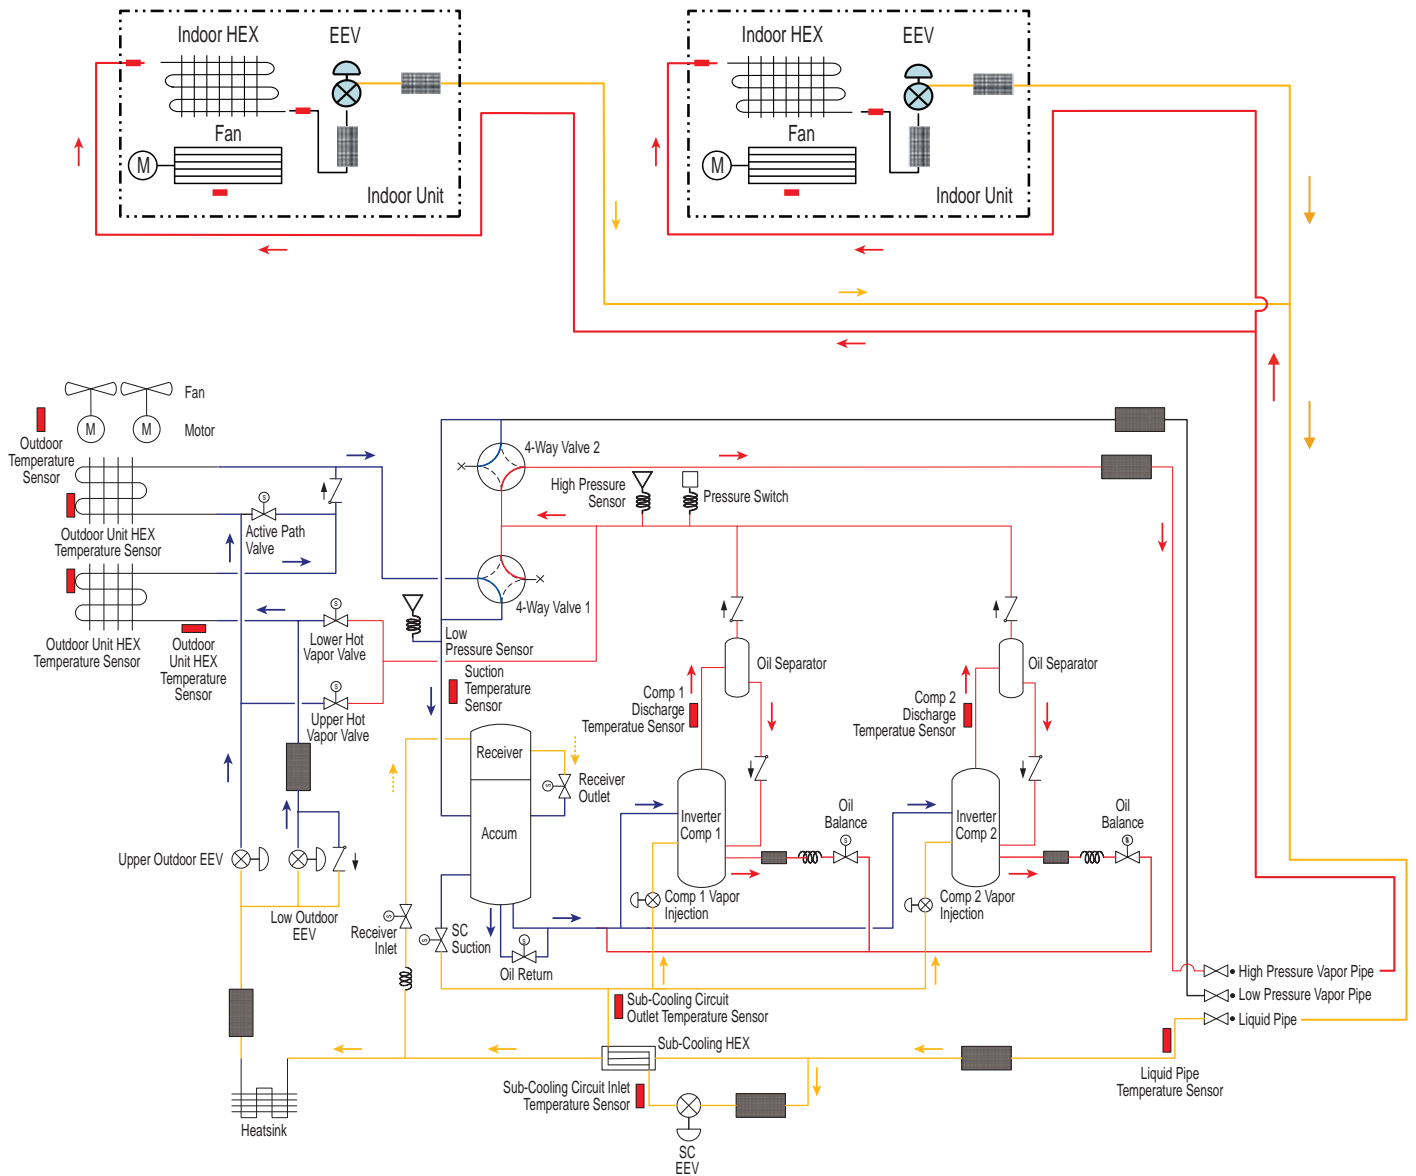 Indoor HEX
EEV
Fan
M
Indoor Unit
Indoor HEX
EEV
Fan
M
Indoor Unit
Fan
M
M
Motor
Outdoor
Temperature
Sensor
4-Way Valve 2
High Pressure
Sensor
Pressure Switch
S
Active Path
Valve
Outdoor Unit HEX
Temperature Sensor
4-Way Valve 1
S
Lower Hot
Vapor Valve
Outdoor Unit HEX
Temperature Sensor
Outdoor
Unit HEX
Temperature
Sensor
Low
Pressure Sensor
Suction
Temperature
Sensor
S
Upper Hot
Vapor Valve
Oil Separator
Comp 1
Discharge
Temperatue Sensor
Oil Separator
Comp 2
Discharge
Temperatue Sensor
Receiver
S
Receiver
Outlet
Accum
Inverter
Comp 1
Oil
Balance
S
Inverter
Comp 2
Oil
Balance
S
Upper Outdoor EEV
Low Outdoor
EEV
S
Receiver
Inlet
S
SC
Suction
S
Oil Return
Comp 1 Vapor
Injection
Comp 2 Vapor
Injection
High Pressure Vapor Pipe
Low Pressure Vapor Pipe
Liquid Pipe
Sub-Cooling Circuit
Outlet Temperature Sensor
Sub-Cooling HEX
Liquid Pipe
Temperature Sensor
Sub-Cooling Circuit Inlet
Temperature Sensor
Heatsink
SC
EEV